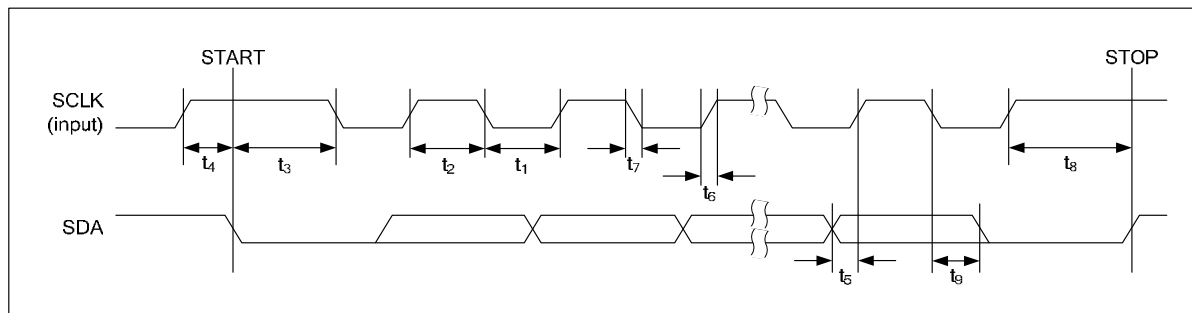 START STOP
SCLK
(input)
t4 t3 t2 t1 t7 t6 t8
SDA
t5 t9